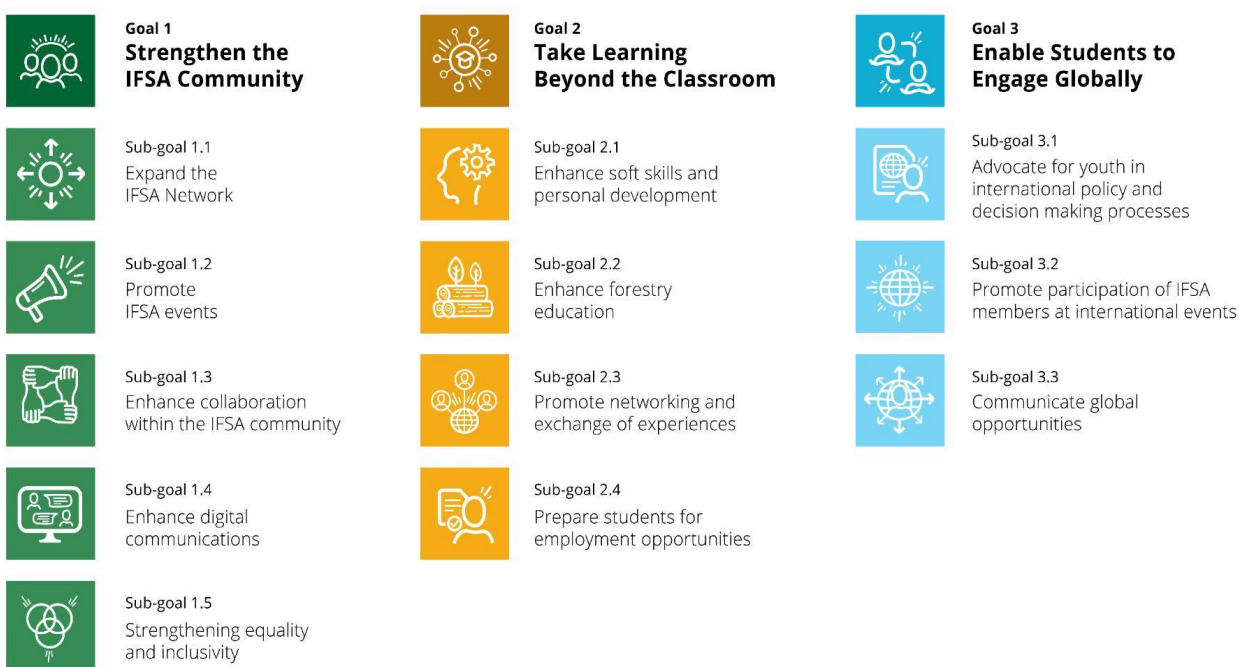 Goal 1
Strengthen the
IFSA Community
Sub-goal 1.1
Expand the
IFSA Network
Sub-goal 1.2
Promote
IFSA events
Sub-goal 1.3
Enhance collaboration
within the IFSA community
Sub-goal 1.4
Enhance digital
communications
Sub-goal 1.5
Strengthening equality
and inclusivity
Goal 2
Take Learning
Beyond the Classroom
Sub-goal 2.1
Enhance soft skills and
personal development
Sub-goal 2.2
Enhance forestry
education
Sub-goal 2.3
Promote networking and
exchange of experiences
Sub-goal 2.4
Prepare students for
employment opportunities
Goal 3
Enable Students to
Engage Globally
Sub-goal 3.1
Advocate for youth in
international policy and
decision making processes
Sub-goal 3.2
Promote participation of IFSA
members at international events
Sub-goal 3.3
Communicate global
opportunities